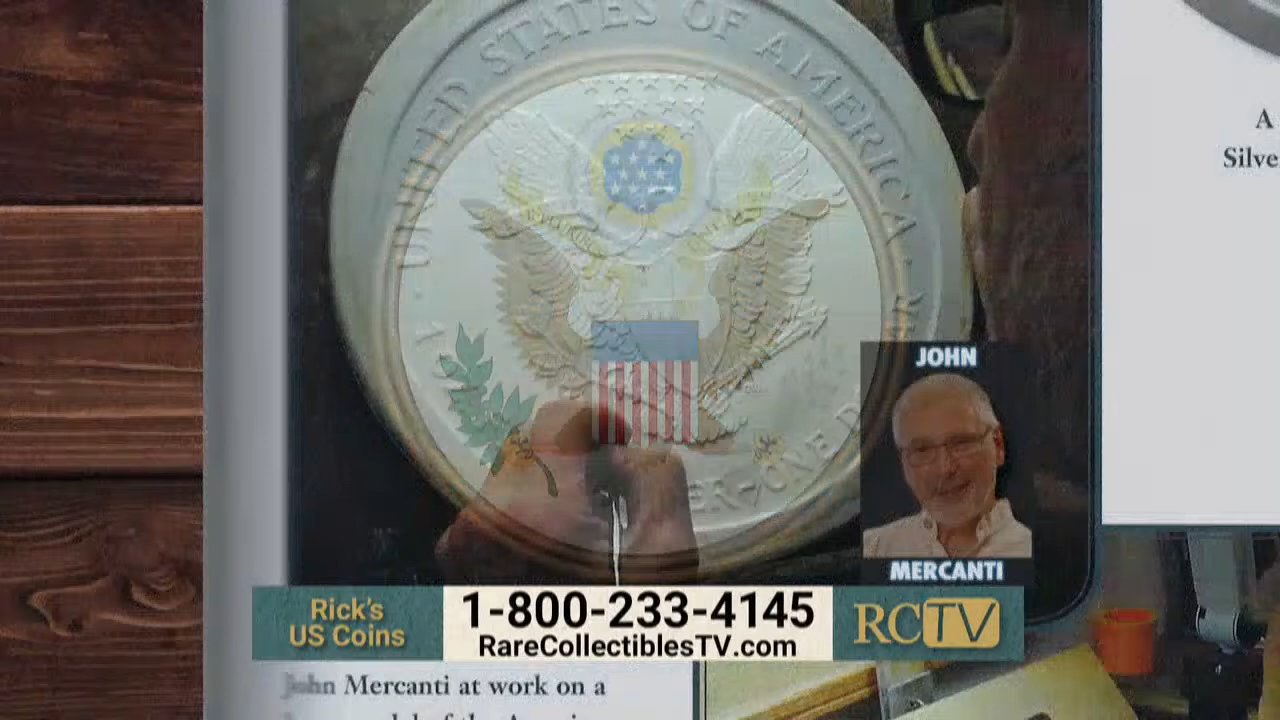 UNITED STATES OF AMERICA
A
Silve
JOHN
MERCANTI
Rick's
US Coins
1-800-233-4145
RareCollectiblesTV.com
RCTV
John Mercanti at work on a